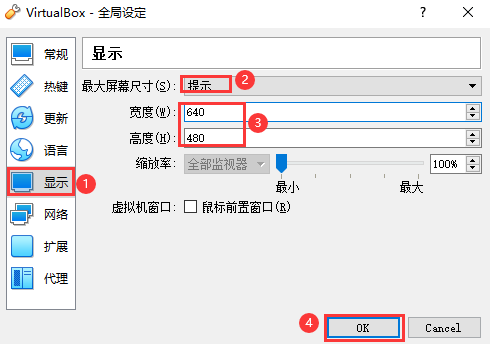 VirtualBox - 全局设定
?
常规
热键
更新
语言
显示
1
网络
扩展
代理
显示
最大屏幕尺寸(S): 提示
2
宽度(W): 640
3
高度(H): 480
缩放率: 全部监视器 100%
最小 最大
虚拟机窗口: 鼠标前置窗口(R)
4
OK Cancel